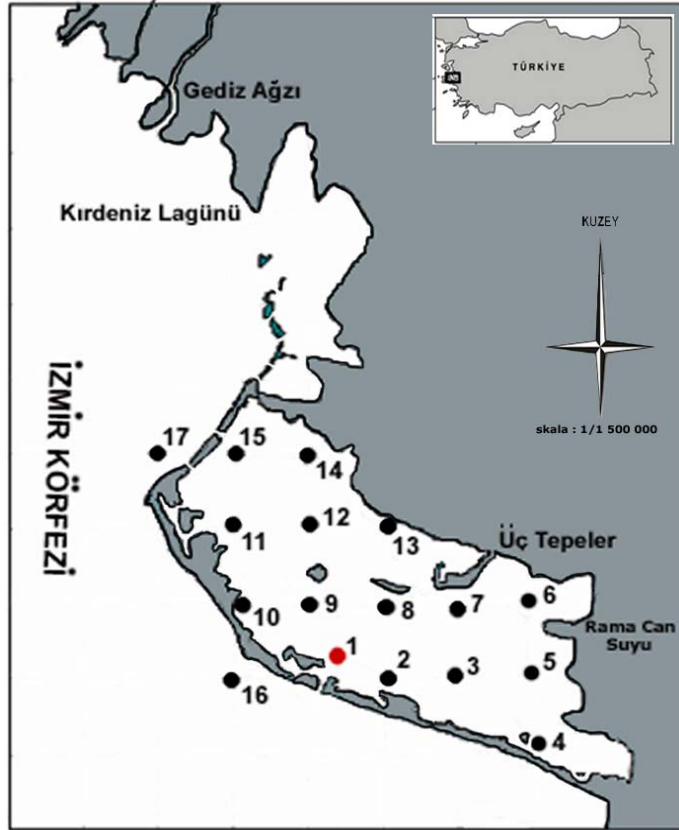 TÜRKİYE
Gediz Ağzı
Kırdeniz Lagünü
KUZEY
İZMİR KÖRFEZİ
skala : 1/1 500 000
17
15
14
11
12
13
Üç Tepeler
10
9
8
7
6
Rama Can
Suyu
1
16
2
3
5
4